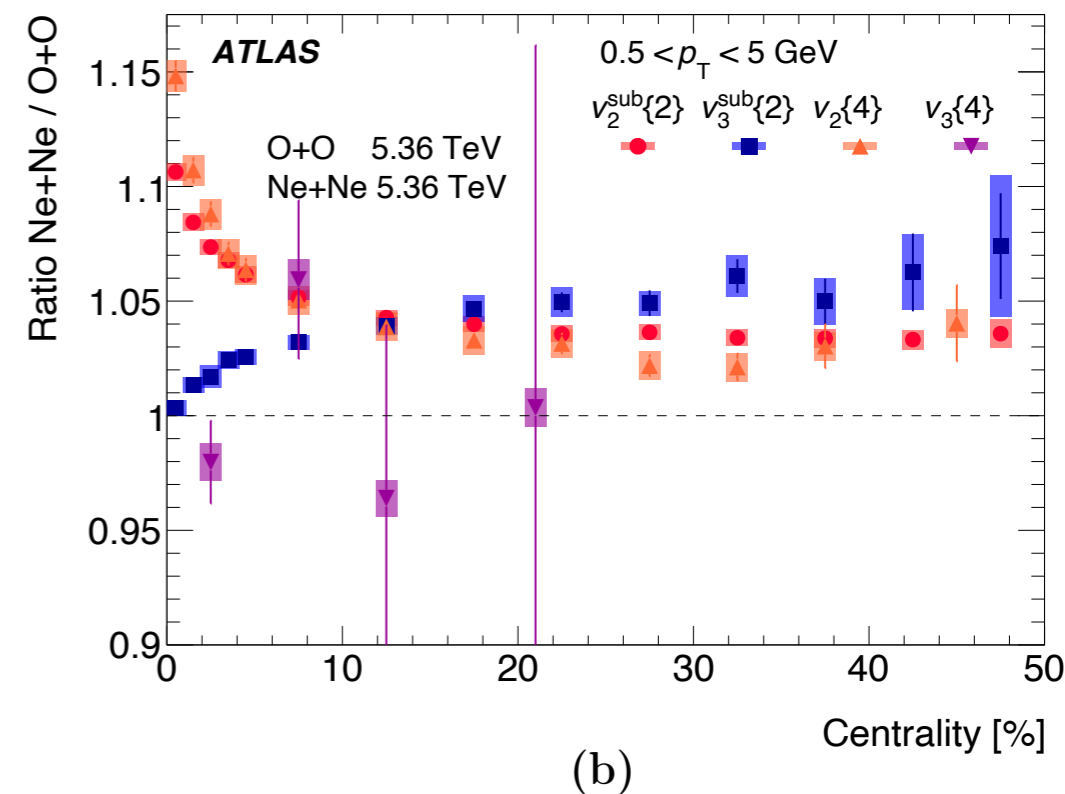 ATLAS
0.5 < p_T < 5 GeV
v_2^sub{2} v_3^sub{2} v_2{4} v_3{4}
O+O 5.36 TeV
Ne+Ne 5.36 TeV
Ratio Ne+Ne / O+O
1.15
1.1
1.05
1
0.95
0.9
0 10 20 30 40 50
Centrality [%]
(b)